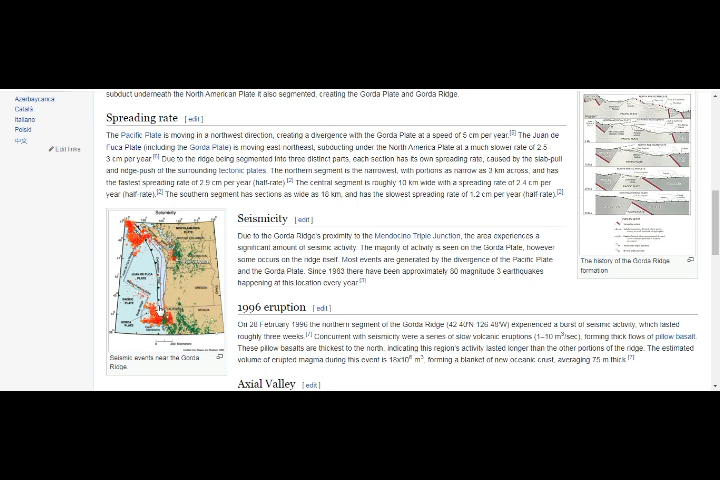 subduct underneath the North American Plate it also segmented, creating the Gorda Plate and Gorda Ridge.
Azərbaycanca
Català
Italiano
Polski
中文
Edit links
Spreading rate [ edit ]
The Pacific Plate is moving in a northwest direction, creating a divergence with the Gorda Plate at a speed of 5 cm per year.[6] The Juan de
Fuca Plate (including the Gorda Plate) is moving east northeast, subducting under the North America Plate at a much slower rate of 2.5-
3 cm per year.[6] Due to the ridge being segmented into three distinct parts, each section has its own spreading rate, caused by the slab-pull
and ridge-push of the surrounding tectonic plates. The northern segment is the narrowest, with portions as narrow as 3 km across, and has
the fastest spreading rate of 2.9 cm per year (half-rate).[2] The central segment is roughly 10 km wide with a spreading rate of 2.4 cm per
year (half-rate).[2] The southern segment has sections as wide as 18 km, and has the slowest spreading rate of 1.2 cm per year (half-rate).[2]
Seismicity
JUAN DE FUCA PLATE
PACIFIC PLATE
OREGON
Seismic events near the Gorda
Ridge.
Seismicity [ edit ]
Due to the Gorda Ridge's proximity to the Mendocino Triple Junction, the area experiences a
significant amount of seismic activity. The majority of activity is seen on the Gorda Plate, however
some occurs on the ridge itself. Most events are generated by the divergence of the Pacific Plate
and the Gorda Plate. Since 1983 there have been approximately 80 magnitude 3 earthquakes
happening at this location every year.[3]
The history of the Gorda Ridge
formation
1996 eruption [ edit ]
On 28 February 1996 the northern segment of the Gorda Ridge (42 40'N 126 48'W) experienced a burst of seismic activity, which lasted
roughly three weeks.[7] Concurrent with seismicity were a series of slow volcanic eruptions (1–10 m3/sec), forming thick flows of pillow basalt.
These pillow basalts are thickest to the north, indicating this region's activity lasted longer than the other portions of the ridge. The estimated
volume of erupted magma during this event is 18x10⁶ m³, forming a blanket of new oceanic crust, averaging 75 m thick.[7]
Axial Valley [ edit ]